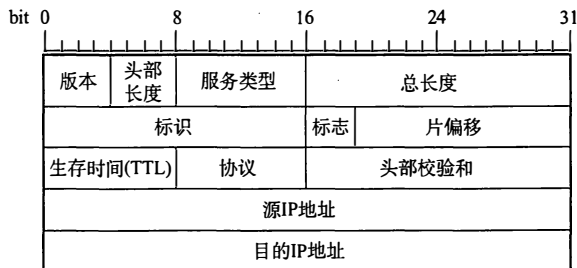 bit 0 8 16 24 31
版本 头部长度 服务类型 总长度
标识 标志 片偏移
生存时间(TTL) 协议 头部校验和
源IP地址
目的IP地址